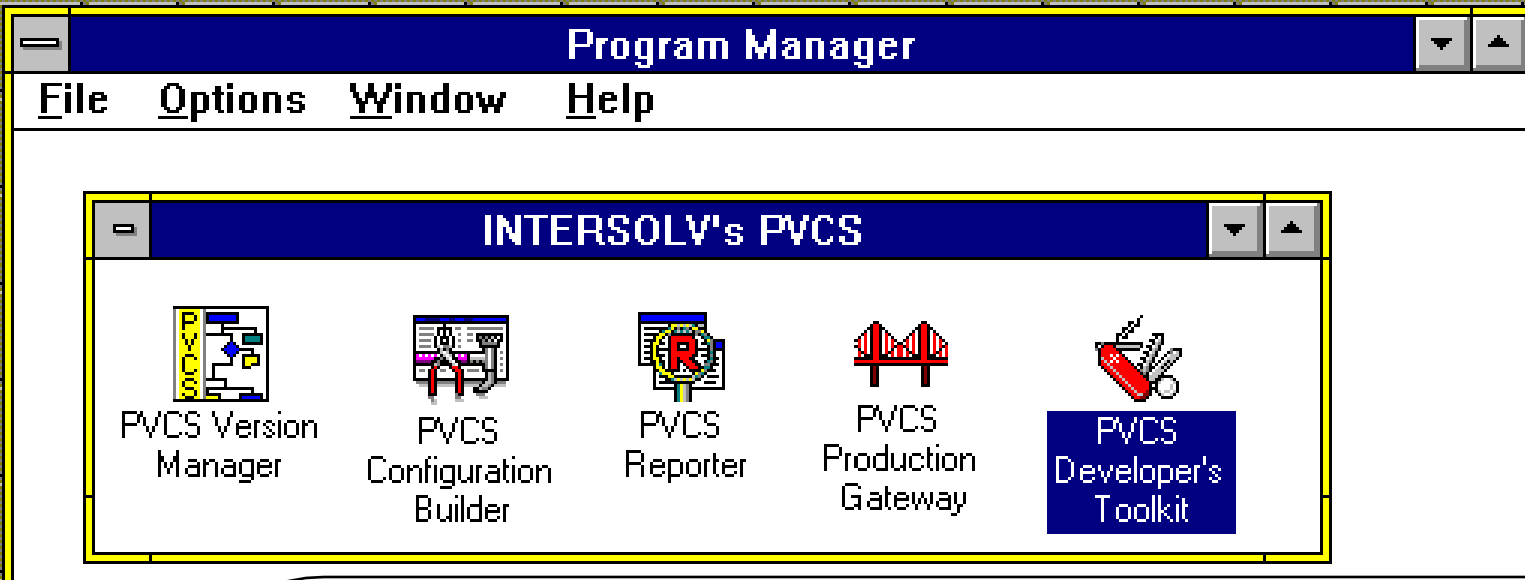 Program Manager
File Options Window Help
INTERSOLV's PVCS
PVCS
R
PVCS Version
Manager
PVCS
Configuration
Builder
PVCS
Reporter
PVCS
Production
Gateway
PVCS
Developer's
Toolkit